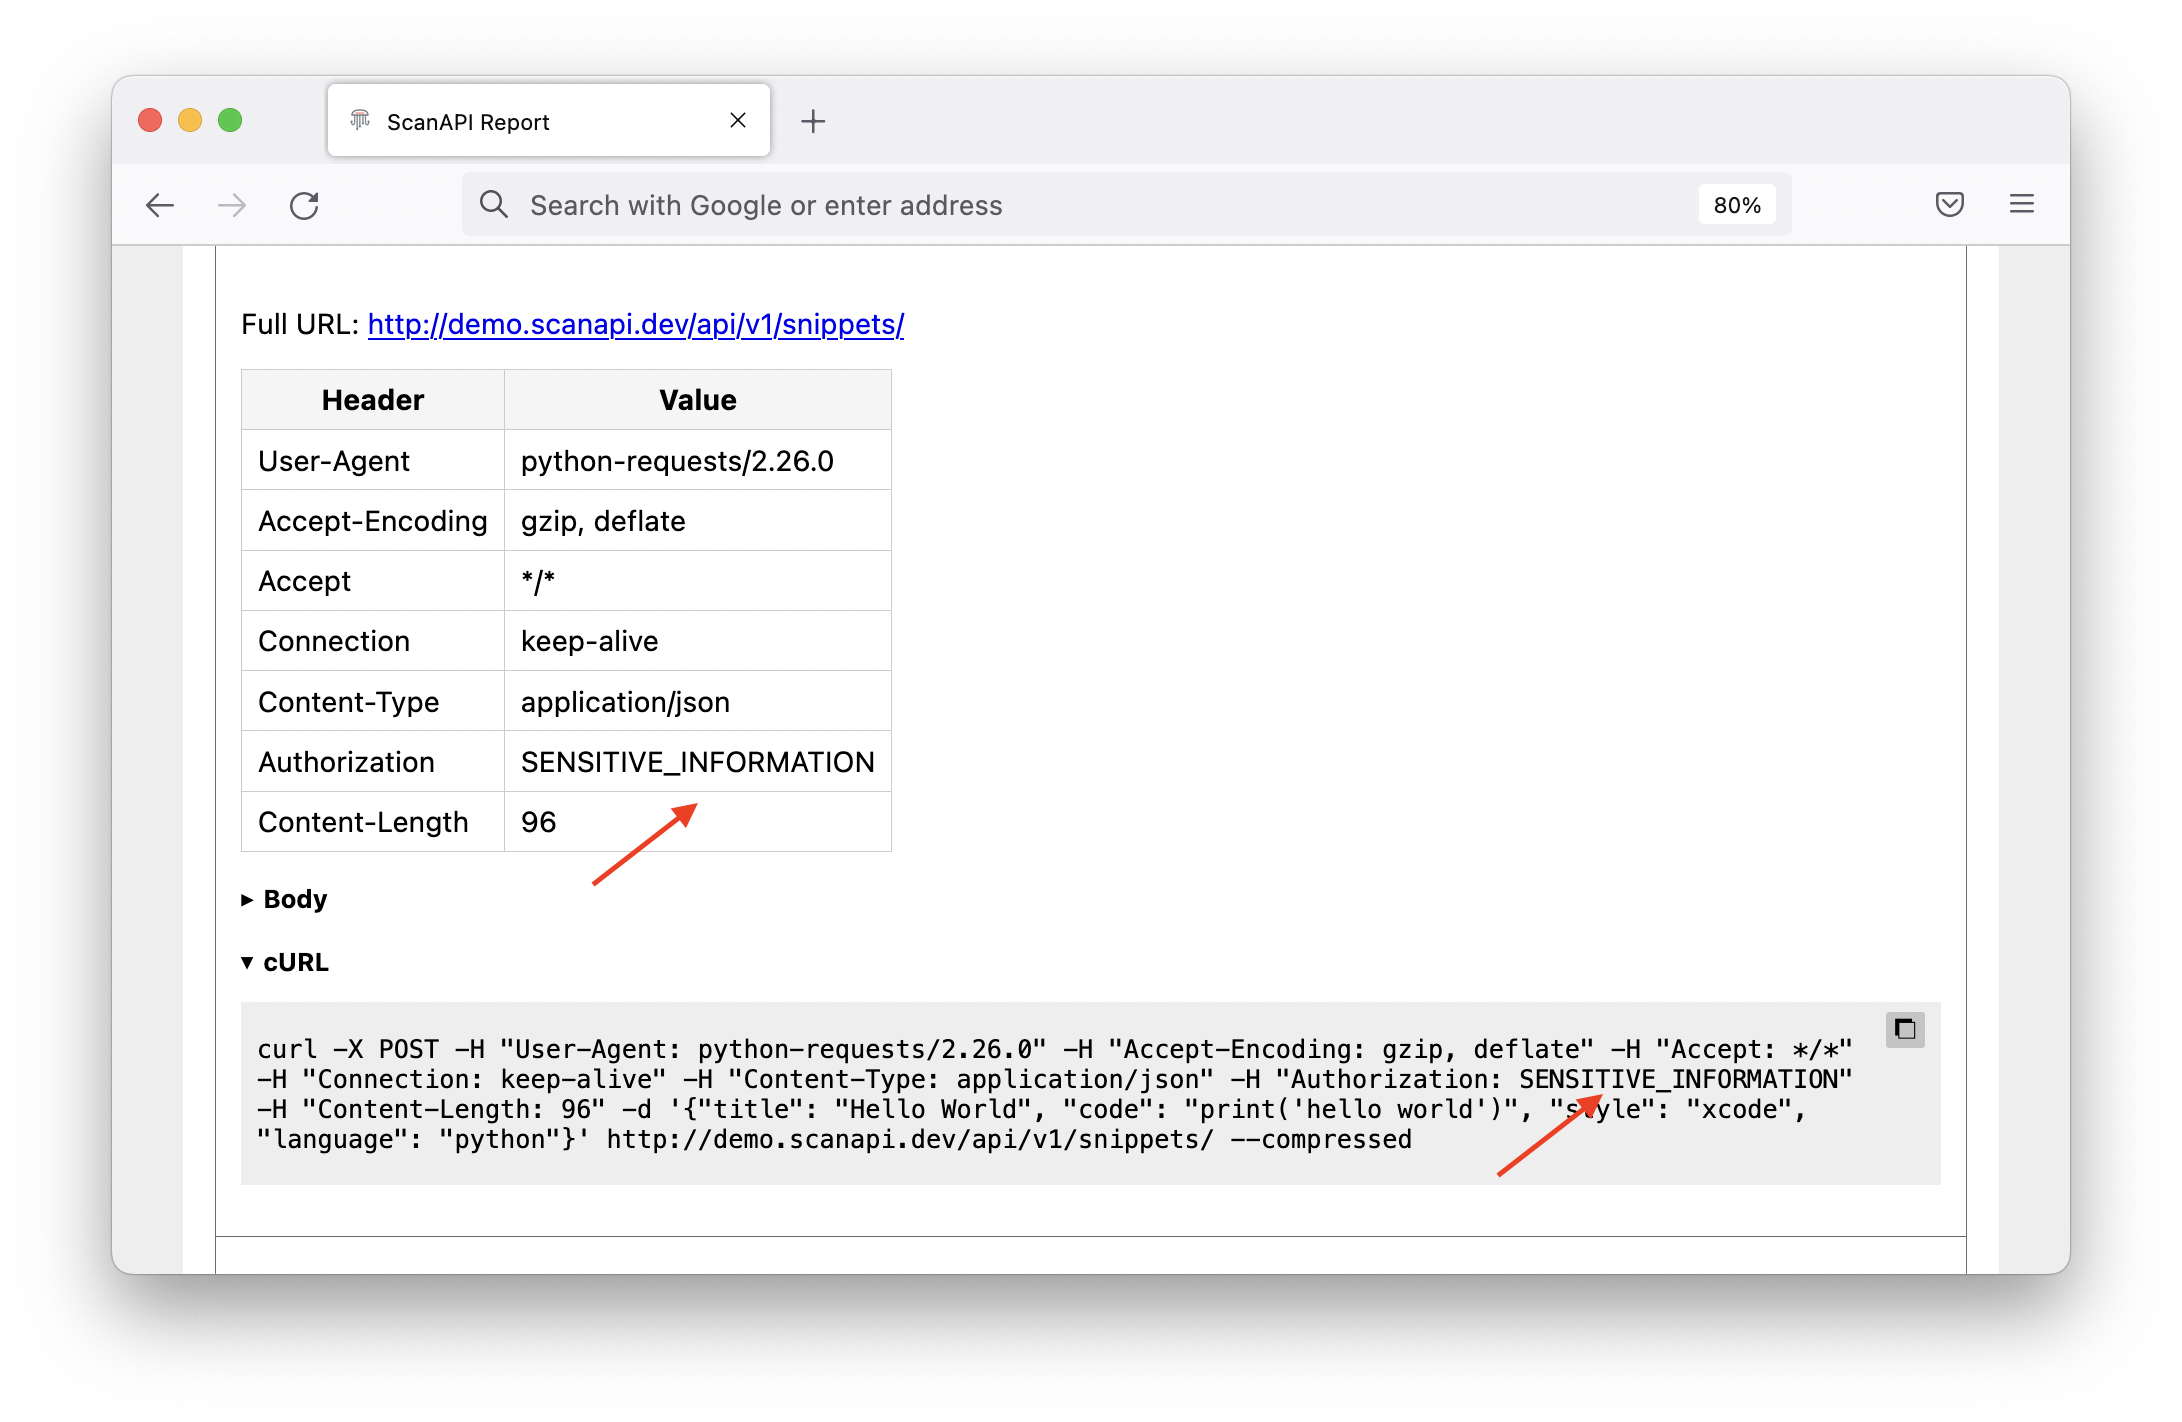 ScanAPI Report
Search with Google or enter address
80%
Full URL: http://demo.scanapi.dev/api/v1/snippets/
Header Value
User-Agent python-requests/2.26.0
Accept-Encoding gzip, deflate
Accept */*
Connection keep-alive
Content-Type application/json
Authorization SENSITIVE_INFORMATION
Content-Length 96
Body
cURL
curl -X POST -H "User-Agent: python-requests/2.26.0" -H "Accept-Encoding: gzip, deflate" -H "Accept: */*"
-H "Connection: keep-alive" -H "Content-Type: application/json" -H "Authorization: SENSITIVE_INFORMATION"
-H "Content-Length: 96" -d '{"title": "Hello World", "code": "print('hello world')", "style": "xcode",
"language": "python"}' http://demo.scanapi.dev/api/v1/snippets/ --compressed